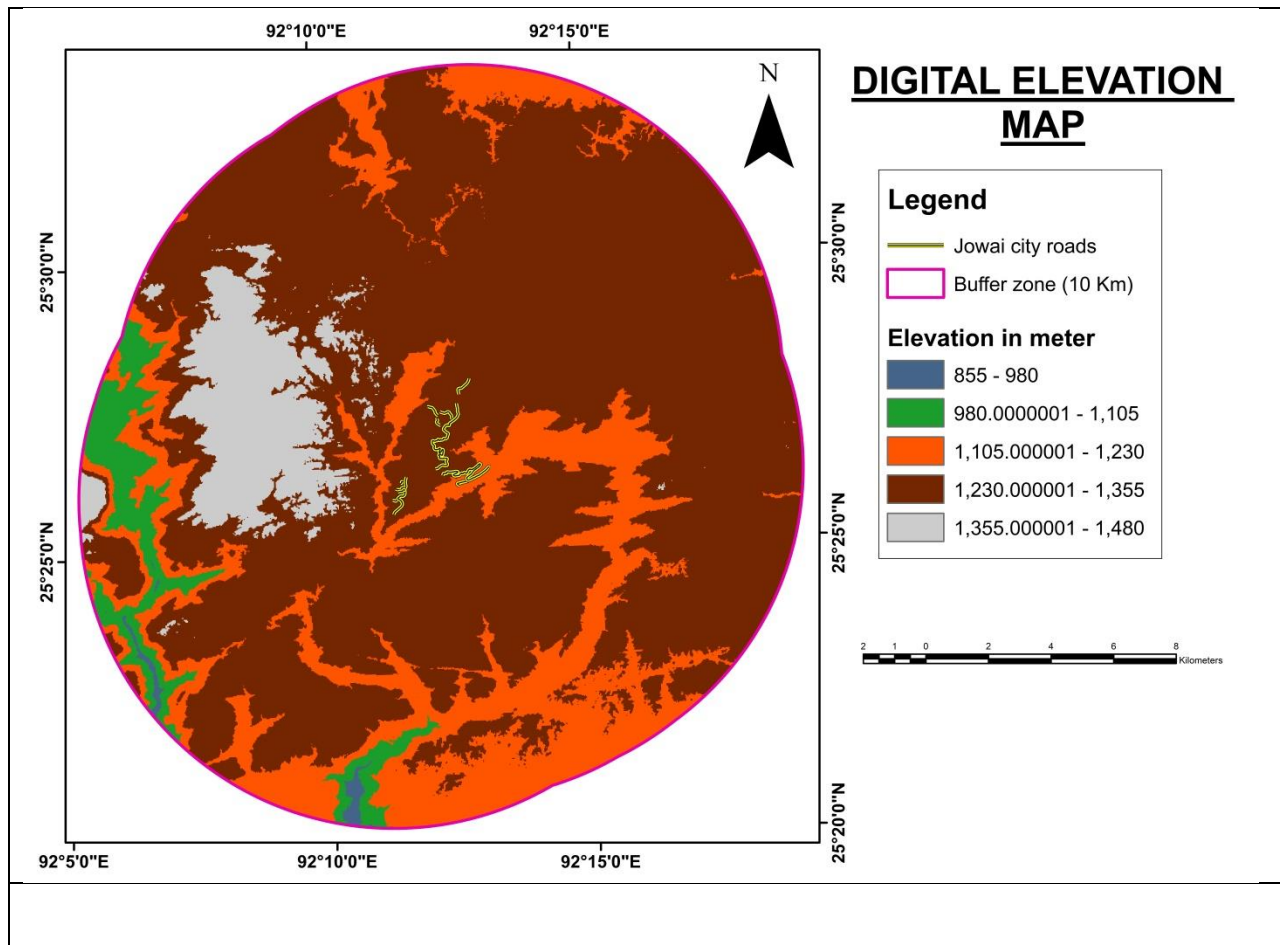 92°10'0"E 92°15'0"E
N
DIGITAL ELEVATION
MAP
Legend
Jowai city roads
Buffer zone (10 Km)
Elevation in meter
855 - 980
980.0000001 - 1,105
1,105.000001 - 1,230
1,230.000001 - 1,355
1,355.000001 - 1,480
25°30'0"N
25°25'0"N
25°30'0"N
25°25'0"N
25°20'0"N
2 1 0 2 4 6 8
Kilometers
92°5'0"E 92°10'0"E 92°15'0"E